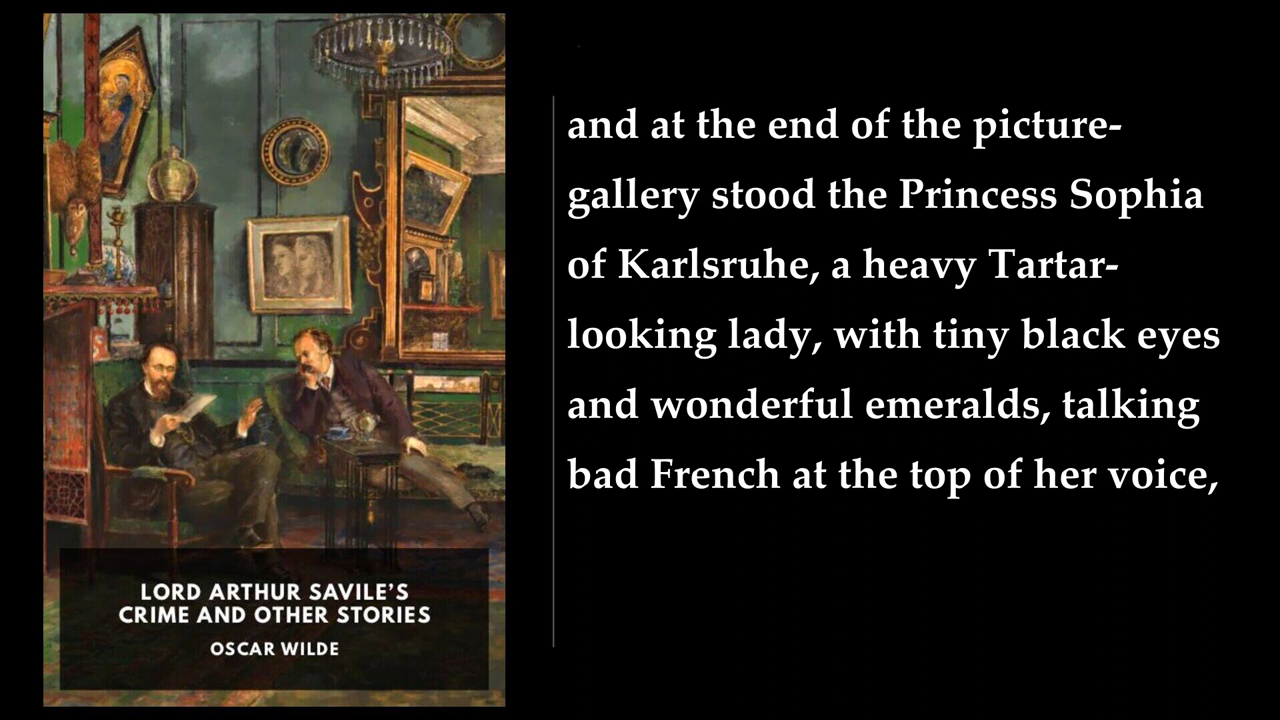 LORD ARTHUR SAVILE'S
CRIME AND OTHER STORIES
OSCAR WILDE
and at the end of the picture-
gallery stood the Princess Sophia
of Karlsruhe, a heavy Tartar-
looking lady, with tiny black eyes
and wonderful emeralds, talking
bad French at the top of her voice,